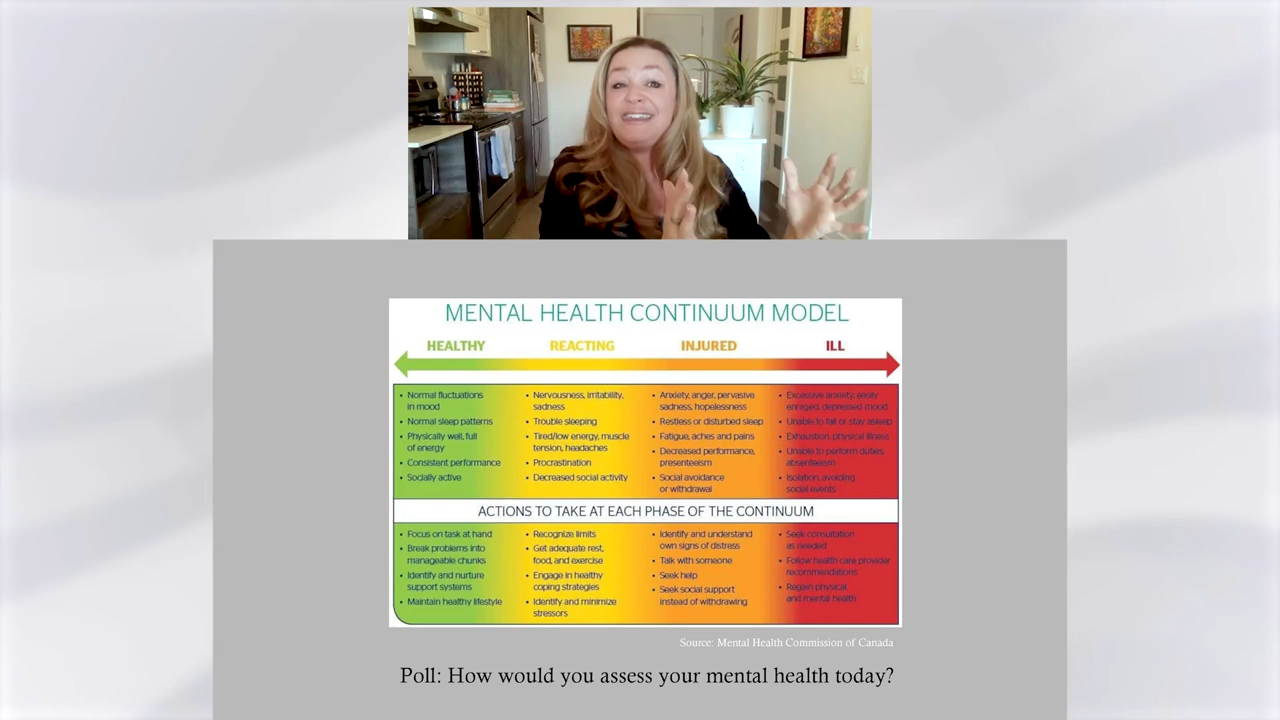 MENTAL HEALTH CONTINUUM MODEL
HEALTHY
REACTING
INJURED
ILL
• Normal fluctuations
in mood
• Normal sleep patterns
• Physically well, full
of energy
• Consistent performance
• Socially active
• Nervousness, irritability,
sadness
• Trouble sleeping
• Tired/low energy, muscle
tension, headaches
• Procrastination
• Decreased social activity
• Anxiety, anger, pervasive
sadness, hopelessness
• Restless or disturbed sleep
• Fatigue, aches and pains
• Decreased performance,
presenteeism
• Social avoidance
or withdrawal
• Excessive anxiety, easily
enraged, depressed mood
• Unable to fall or stay asleep
• Exhaustion, physical illness
• Unable to perform duties,
absenteeism
• Isolation, avoiding
social events
ACTIONS TO TAKE AT EACH PHASE OF THE CONTINUUM
• Focus on task at hand
• Break problems into
manageable chunks
• Identify and nurture
support systems
• Maintain healthy lifestyle
• Recognize limits
• Get adequate rest,
food, and exercise
• Engage in healthy
coping strategies
• Identify and minimize
stressors
• Identify and understand
own signs of distress
• Talk with someone
• Seek help
• Seek social support
instead of withdrawing
• Seek consultation
as needed
• Follow health care provider
recommendations
• Regain physical
and mental health
Source: Mental Health Commission of Canada
Poll: How would you assess your mental health today?